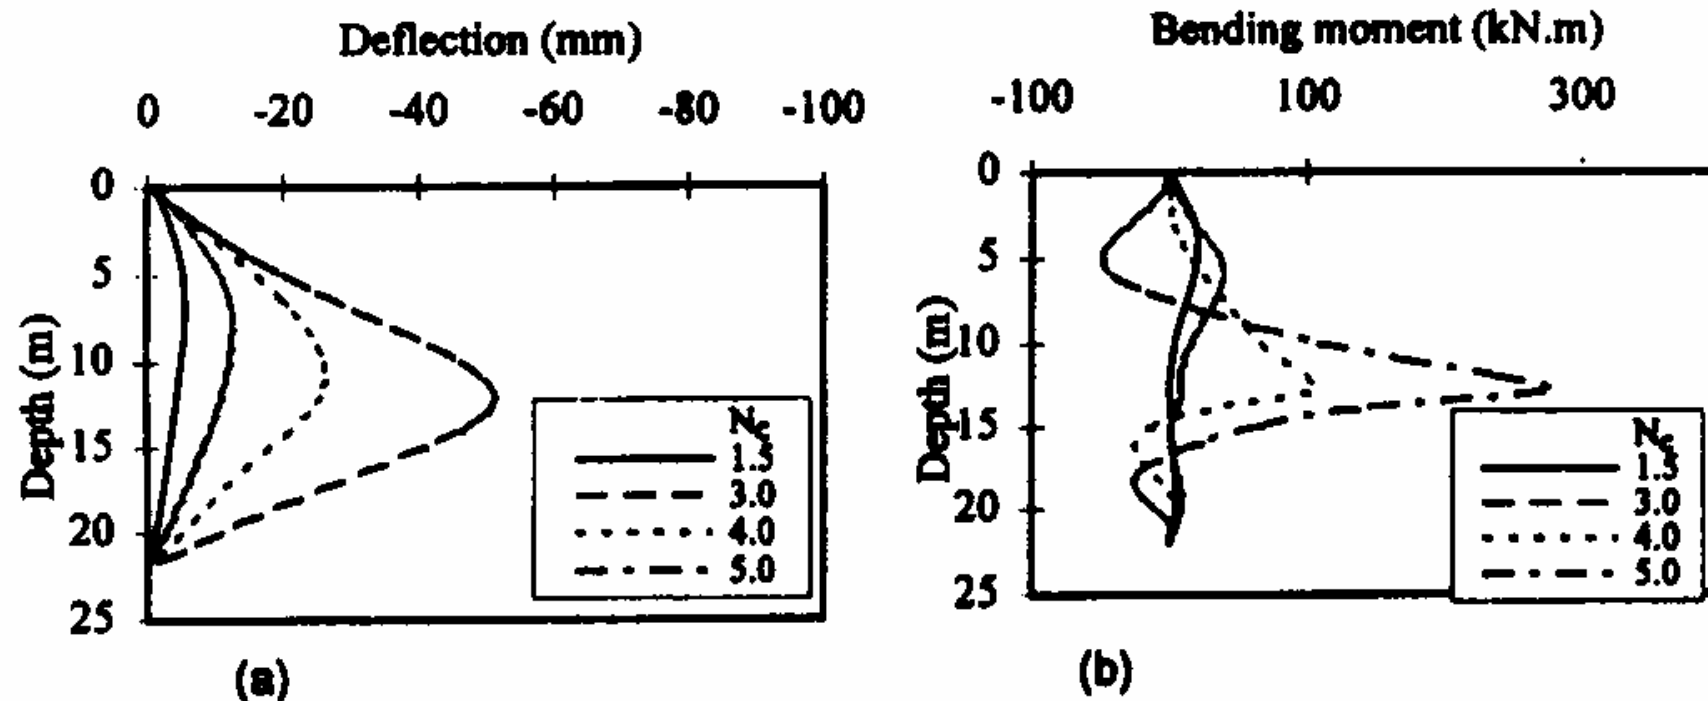 Deflection (mm)
0 -20 -40 -60 -80 -100
0
5
10
15
20
25
Depth (m)
Nc
1.5
3.0
4.0
5.0
(a)
Bending moment (kN.m)
-100 100 300
0
5
10
15
20
25
Depth (m)
Nc
1.5
3.0
4.0
5.0
(b)